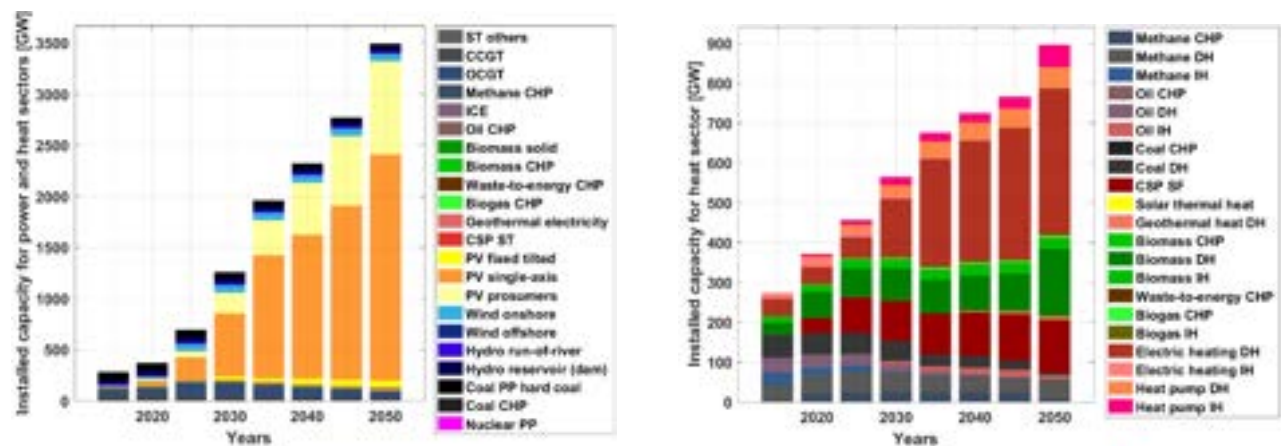 Installed capacity for power and heat sectors [GW]
3500
3000
2500
2000
1500
1000
500
0
2020
2030
2040
2050
Years
ST others
CCGT
OCGT
Methane CHP
ICE
Oil CHP
Biomass solid
Biomass CHP
Waste-to-energy CHP
Biogas CHP
Geothermal electricity
CSP ST
PV fixed tilted
PV single-axis
PV prosumers
Wind onshore
Wind offshore
Hydro run-of-river
Hydro reservoir (dam)
Coal PP hard coal
Coal CHP
Nuclear PP
Installed capacity for heat sector [GW]
900
800
700
600
500
400
300
200
100
0
2020
2030
2040
2050
Years
Methane CHP
Methane DH
Methane IH
Oil CHP
Oil DH
Oil IH
Coal CHP
Coal DH
CSP SF
Solar thermal heat
Geothermal heat DH
Biomass CHP
Biomass DH
Biomass IH
Waste-to-energy CHP
Biogas CHP
Biogas IH
Electric heating DH
Electric heating IH
Heat pump DH
Heat pump IH